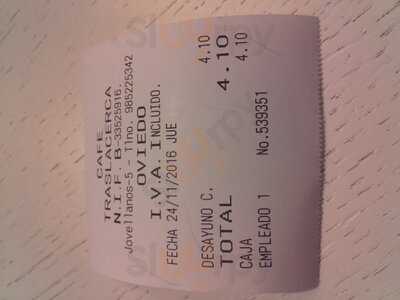 CAFE
TRASLACERCA
N.I.F. B-33525916.
Jovellanos-5 - Tlno. 985225342
OVIEDO
I.V.A. INCLUIDO.
FECHA 24/11/2016 JUE
DESAYUNO C. 4.10
TOTAL 4.10
CAJA 4.10
EMPLEADO 1 No.539351